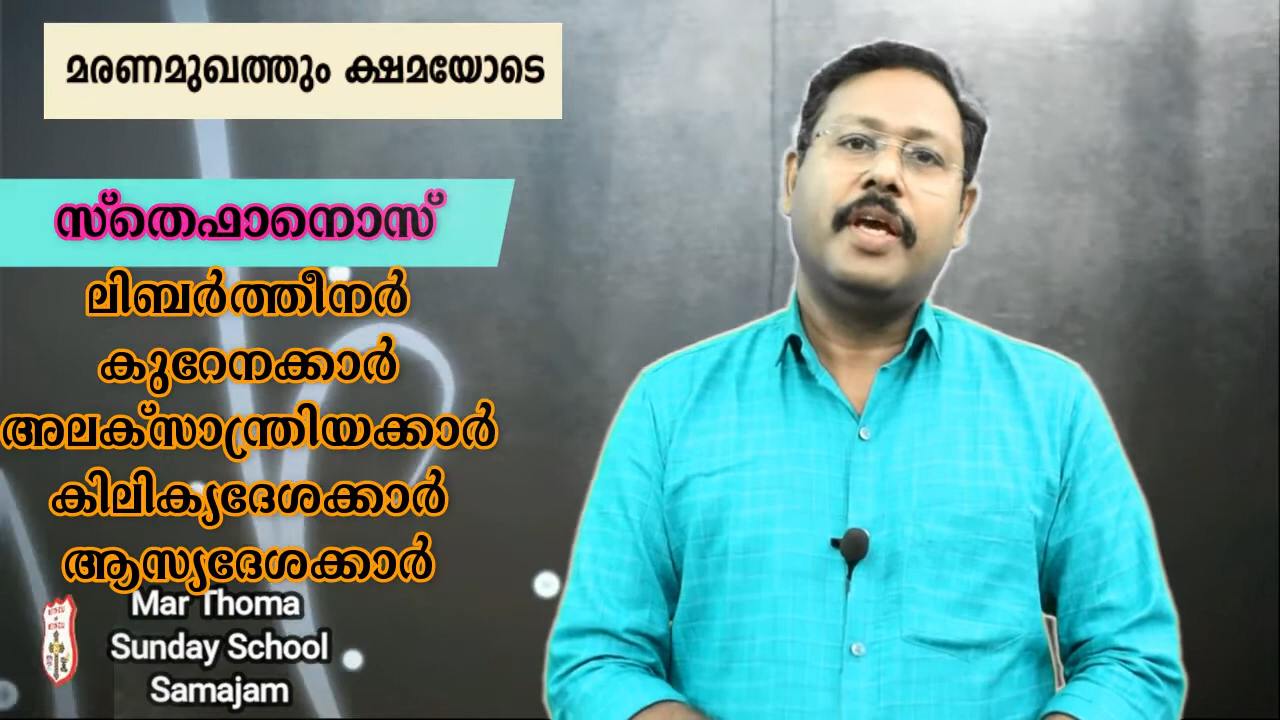 മരണമുഖത്തും ക്ഷമയോടെ
സ്തെഫാനൊസ്
ലിബർത്തീനർ
കുറേനക്കാർ
അലക്സാന്ത്രിയക്കാർ
കിലിക്യദേശക്കാർ
ആസ്യദേശക്കാർ
Mar Thoma
Sunday School
Samajam